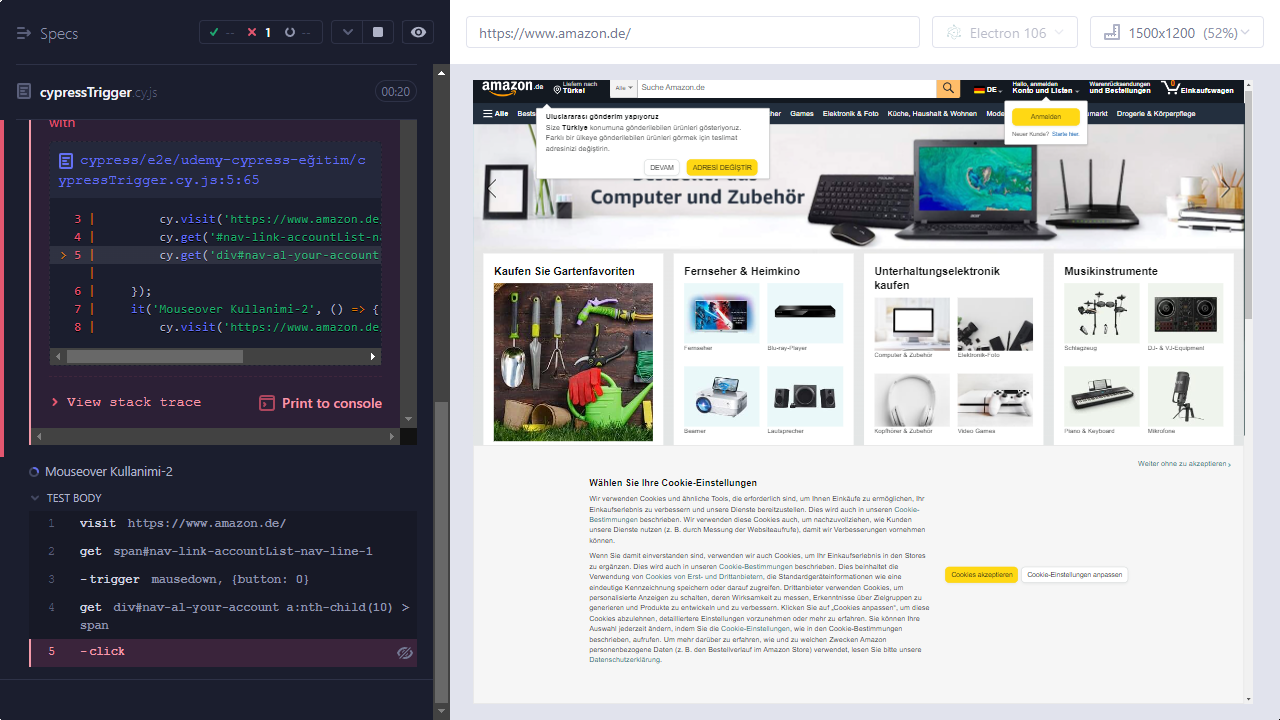 Specs
--
1
--
cypressTrigger.cy.js
00:20
with
cypress/e2e/udemy-cypress-eğitim/c
ypressTrigger.cy.js:5:65
3 | cy.visit('https://www.amazon.de,
4 | cy.get('#nav-link-accountList-na
> 5 | cy.get('div#nav-al-your-account
|
6 | });
7 | it('Mouseover Kullanimi-2', () => {
8 | cy.visit('https://www.amazon.de,
View stack trace
Print to console
Mouseover Kullanimi-2
TEST BODY
1 visit https://www.amazon.de/
2 get span#nav-link-accountList-nav-line-1
3 -trigger mousedown, {button: 0}
4 get div#nav-al-your-account > :nth-child(10) >
span
5 -click
https://www.amazon.de/
Electron 106
1500x1200 (52%)
amazon.de
Liefern nach
Türkei
Alle
Suche Amazon.de
DE
Hallo, anmelden
Konto und Listen
Warenrücksendungen
und Bestellungen
0
Einkaufswagen
Alle
Bests
her
Games
Elektronik & Foto
Küche, Haushalt & Wohnen
Mode
markt
Drogerie & Körperpflege
Uluslararası gönderim yapıyoruz
Size Türkiye konumuna gönderilebilen ürünleri gösteriyoruz.
Farklı bir ülkeye gönderilebilen ürünleri görmek için teslimat
adresinizi değiştirin.
DEVAM
ADRESİ DEĞİŞTİR
Anmelden
Neuer Kunde? Starte hier.
Bestseller aus
Computer und Zubehör
Kaufen Sie Gartenfavoriten
Fernseher & Heimkino
Fernseher
Blu-ray-Player
Beamer
Lautsprecher
Unterhaltungselektronik
kaufen
Computer & Zubehör
Elektronik-Foto
Kopfhörer & Zubehör
Video Games
Musikinstrumente
Schlagzeug
DJ- & VJ-Equipment
Piano & Keyboard
Mikrofone
Weiter ohne zu akzeptieren ›
Wählen Sie Ihre Cookie-Einstellungen
Wir verwenden Cookies und ähnliche Tools, die erforderlich sind, um Ihnen Einkäufe zu ermöglichen, Ihr
Einkaufserlebnis zu verbessern und unsere Dienste bereitzustellen. Dies wird auch in unseren Cookie-
Bestimmungen beschrieben. Wir verwenden diese Cookies auch, um nachzuvollziehen, wie Kunden
unsere Dienste nutzen (z. B. durch Messung der Websiteaufrufe), damit wir Verbesserungen vornehmen
können.
Wenn Sie damit einverstanden sind, verwenden wir auch Cookies, um Ihr Einkaufserlebnis in den Stores
zu ergänzen. Dies wird auch in unseren Cookie-Bestimmungen beschrieben. Dies beinhaltet die
Verwendung von Cookies von Erst- und Drittanbietern, die Standardgeräteinformationen wie eine
eindeutige Kennzeichnung speichern oder darauf zugreifen. Drittanbieter verwenden Cookies, um
personalisierte Anzeigen zu schalten, deren Wirksamkeit zu messen, Erkenntnisse über Zielgruppen zu
generieren und Produkte zu entwickeln und zu verbessern. Klicken Sie auf „Cookies anpassen“, um diese
Cookies abzulehnen, detailliertere Einstellungen vorzunehmen oder mehr zu erfahren. Sie können Ihre
Auswahl jederzeit ändern, indem Sie die Cookie-Einstellungen, wie in den Cookie-Bestimmungen
beschrieben, aufrufen. Um mehr darüber zu erfahren, wie und zu welchen Zwecken Amazon
personenbezogene Daten (z. B. den Bestellverlauf im Amazon Store) verwendet, lesen Sie bitte unsere
Datenschutzerklärung.
Cookies akzeptieren
Cookie-Einstellungen anpassen